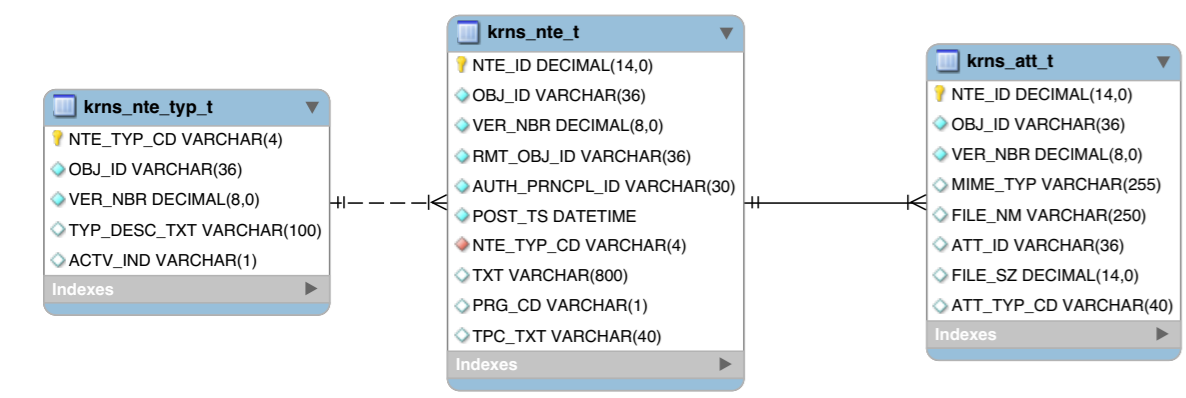 krns_nte_typ_t
NTE_TYP_CD VARCHAR(4)
OBJ_ID VARCHAR(36)
VER_NBR DECIMAL(8,0)
TYP_DESC_TXT VARCHAR(100)
ACTV_IND VARCHAR(1)
Indexes
krns_nte_t
NTE_ID DECIMAL(14,0)
OBJ_ID VARCHAR(36)
VER_NBR DECIMAL(8,0)
RMT_OBJ_ID VARCHAR(36)
AUTH_PRNCPL_ID VARCHAR(30)
POST_TS DATETIME
NTE_TYP_CD VARCHAR(4)
TXT VARCHAR(800)
PRG_CD VARCHAR(1)
TPC_TXT VARCHAR(40)
Indexes
krns_att_t
NTE_ID DECIMAL(14,0)
OBJ_ID VARCHAR(36)
VER_NBR DECIMAL(8,0)
MIME_TYP VARCHAR(255)
FILE_NM VARCHAR(250)
ATT_ID VARCHAR(36)
FILE_SZ DECIMAL(14,0)
ATT_TYP_CD VARCHAR(40)
Indexes